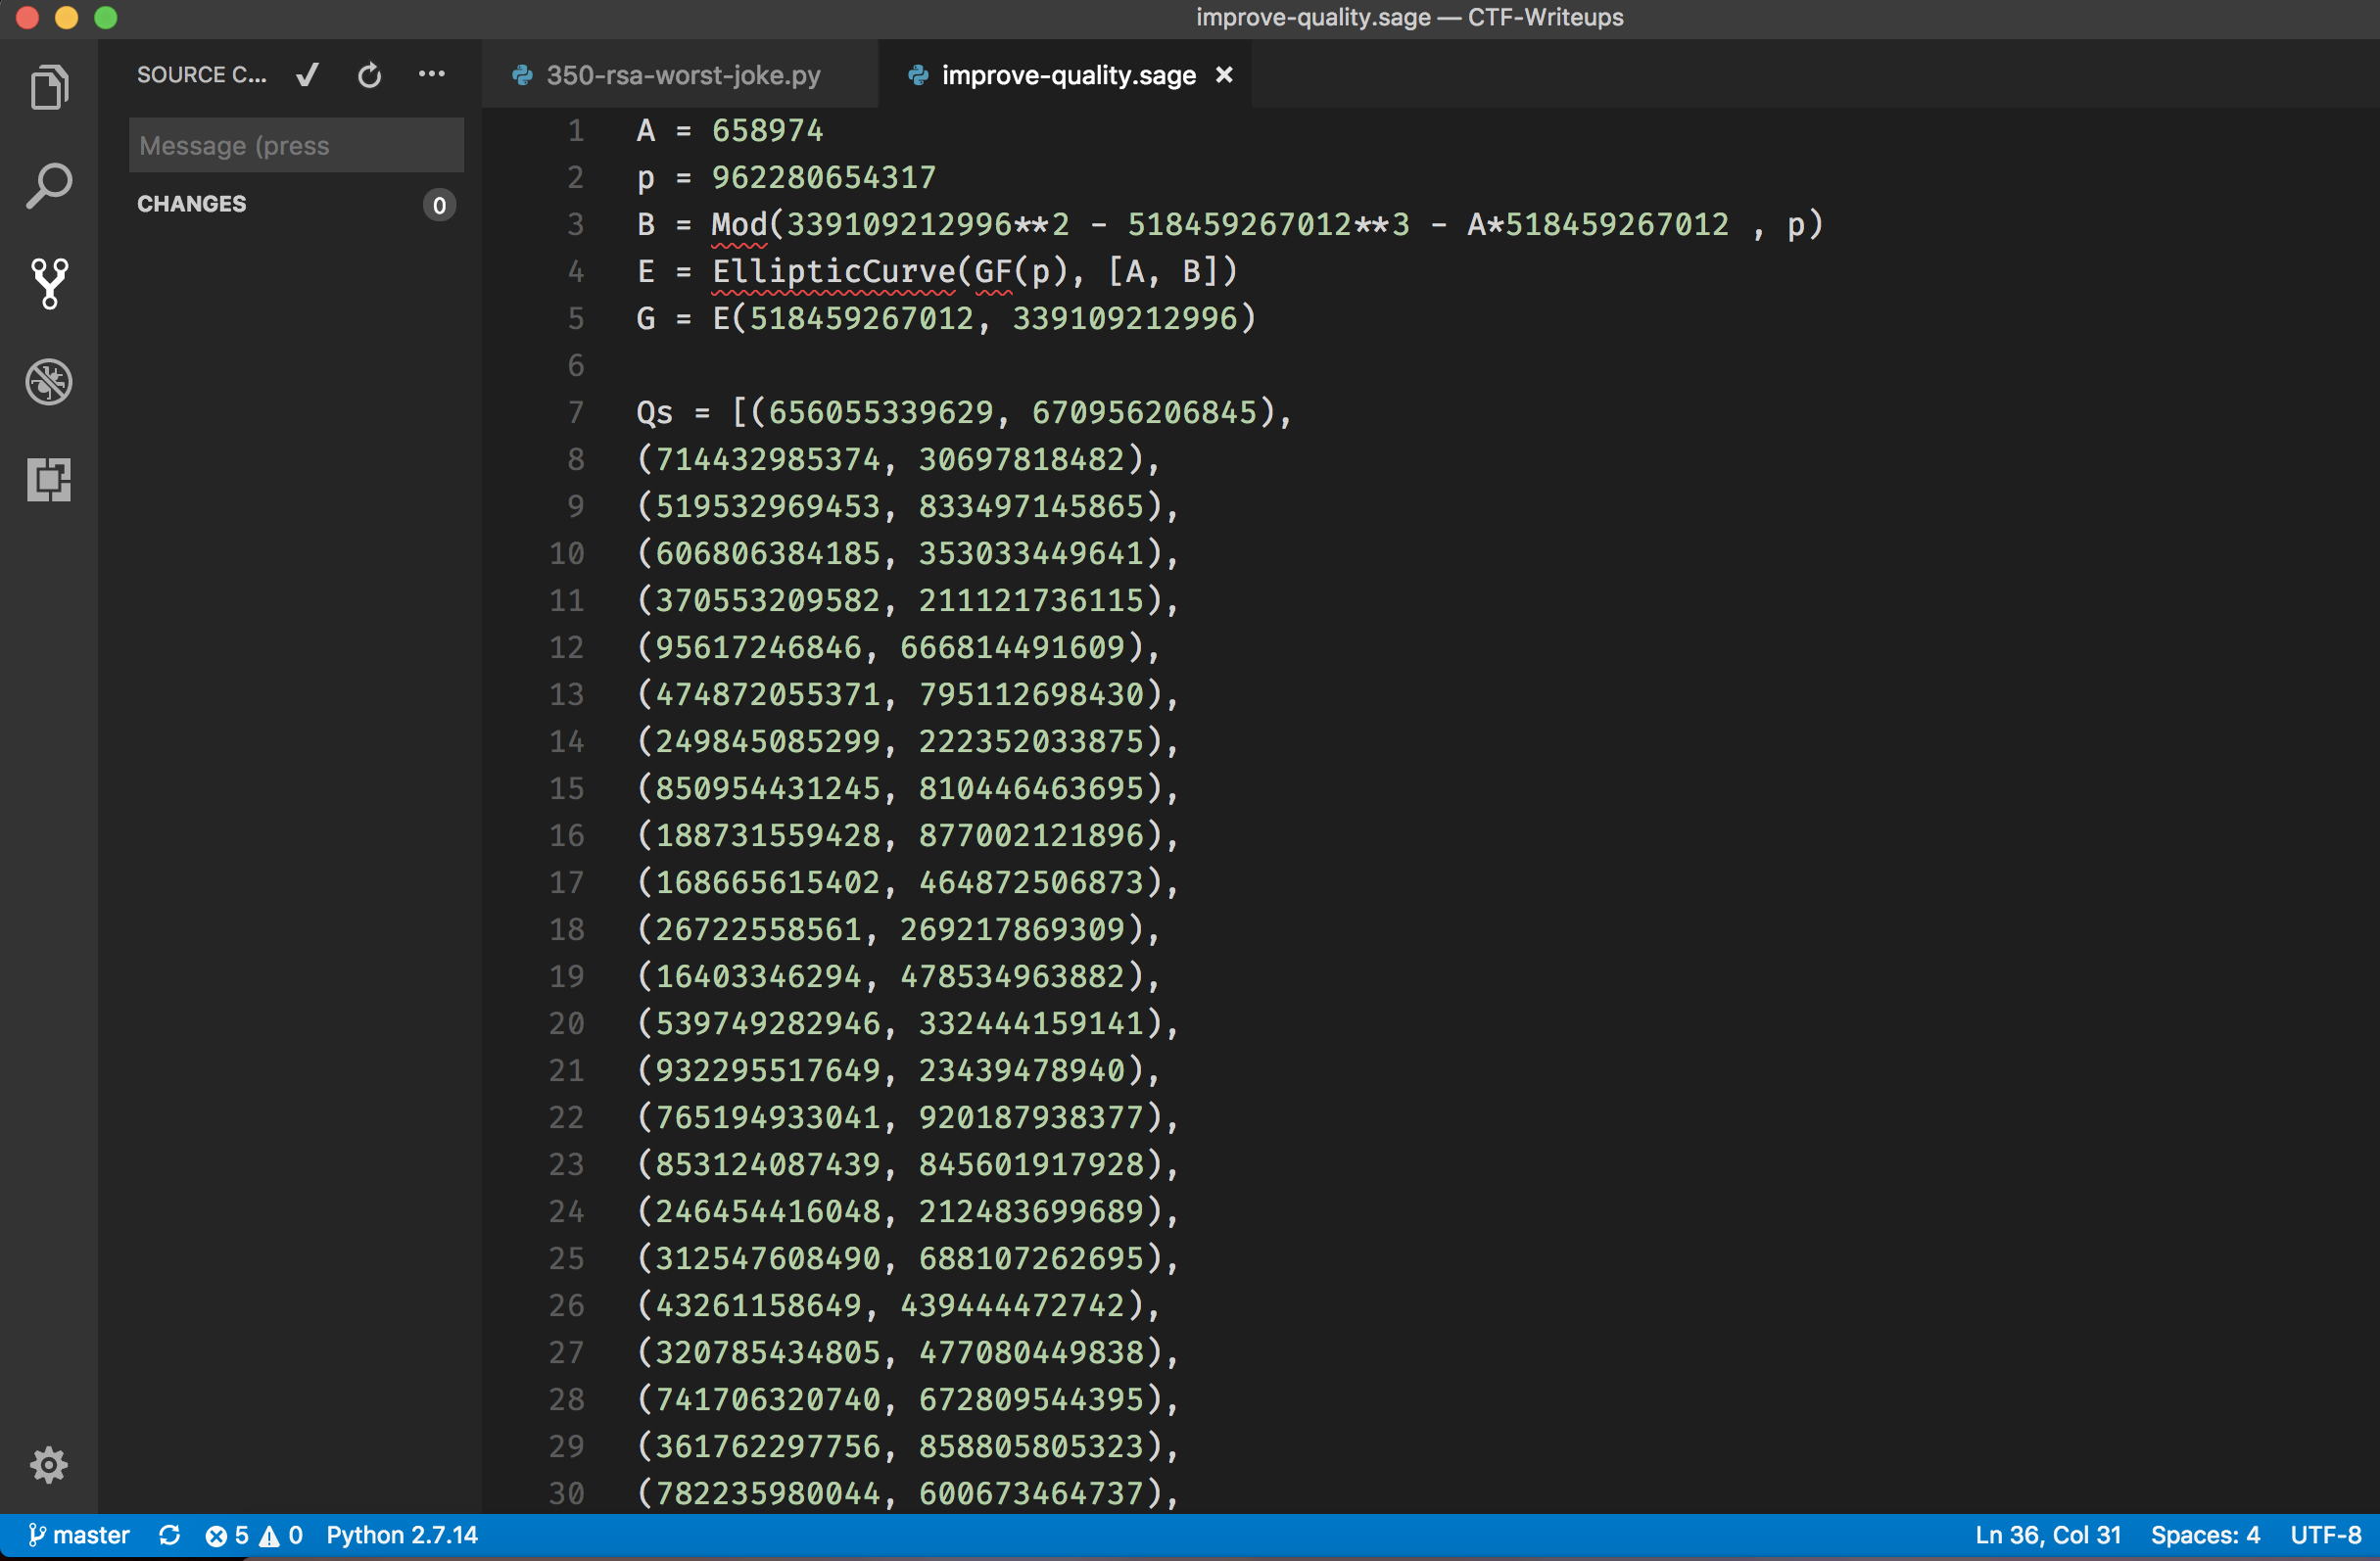 improve-quality.sage — CTF-Writeups
SOURCE C...
350-rsa-worst-joke.py
improve-quality.sage
Message (press
CHANGES 0
1 A = 658974
2 p = 962280654317
3 B = Mod(339109212996**2 - 518459267012**3 - A*518459267012 , p)
4 E = EllipticCurve(GF(p), [A, B])
5 G = E(518459267012, 339109212996)
6
7 Qs = [(656055339629, 670956206845),
8 (714432985374, 30697818482),
9 (519532969453, 833497145865),
10 (606806384185, 353033449641),
11 (370553209582, 211121736115),
12 (95617246846, 666814491609),
13 (474872055371, 795112698430),
14 (249845085299, 222352033875),
15 (850954431245, 810446463695),
16 (188731559428, 877002121896),
17 (168665615402, 464872506873),
18 (26722558561, 269217869309),
19 (16403346294, 478534963882),
20 (539749282946, 332444159141),
21 (932295517649, 23439478940),
22 (765194933041, 920187938377),
23 (853124087439, 845601917928),
24 (246454416048, 212483699689),
25 (312547608490, 688107262695),
26 (43261158649, 439444472742),
27 (320785434805, 477080449838),
28 (741706320740, 672809544395),
29 (361762297756, 858805805323),
30 (782235980044, 600673464737),
master 5 0 Python 2.7.14 Ln 36, Col 31 Spaces: 4 UTF-8